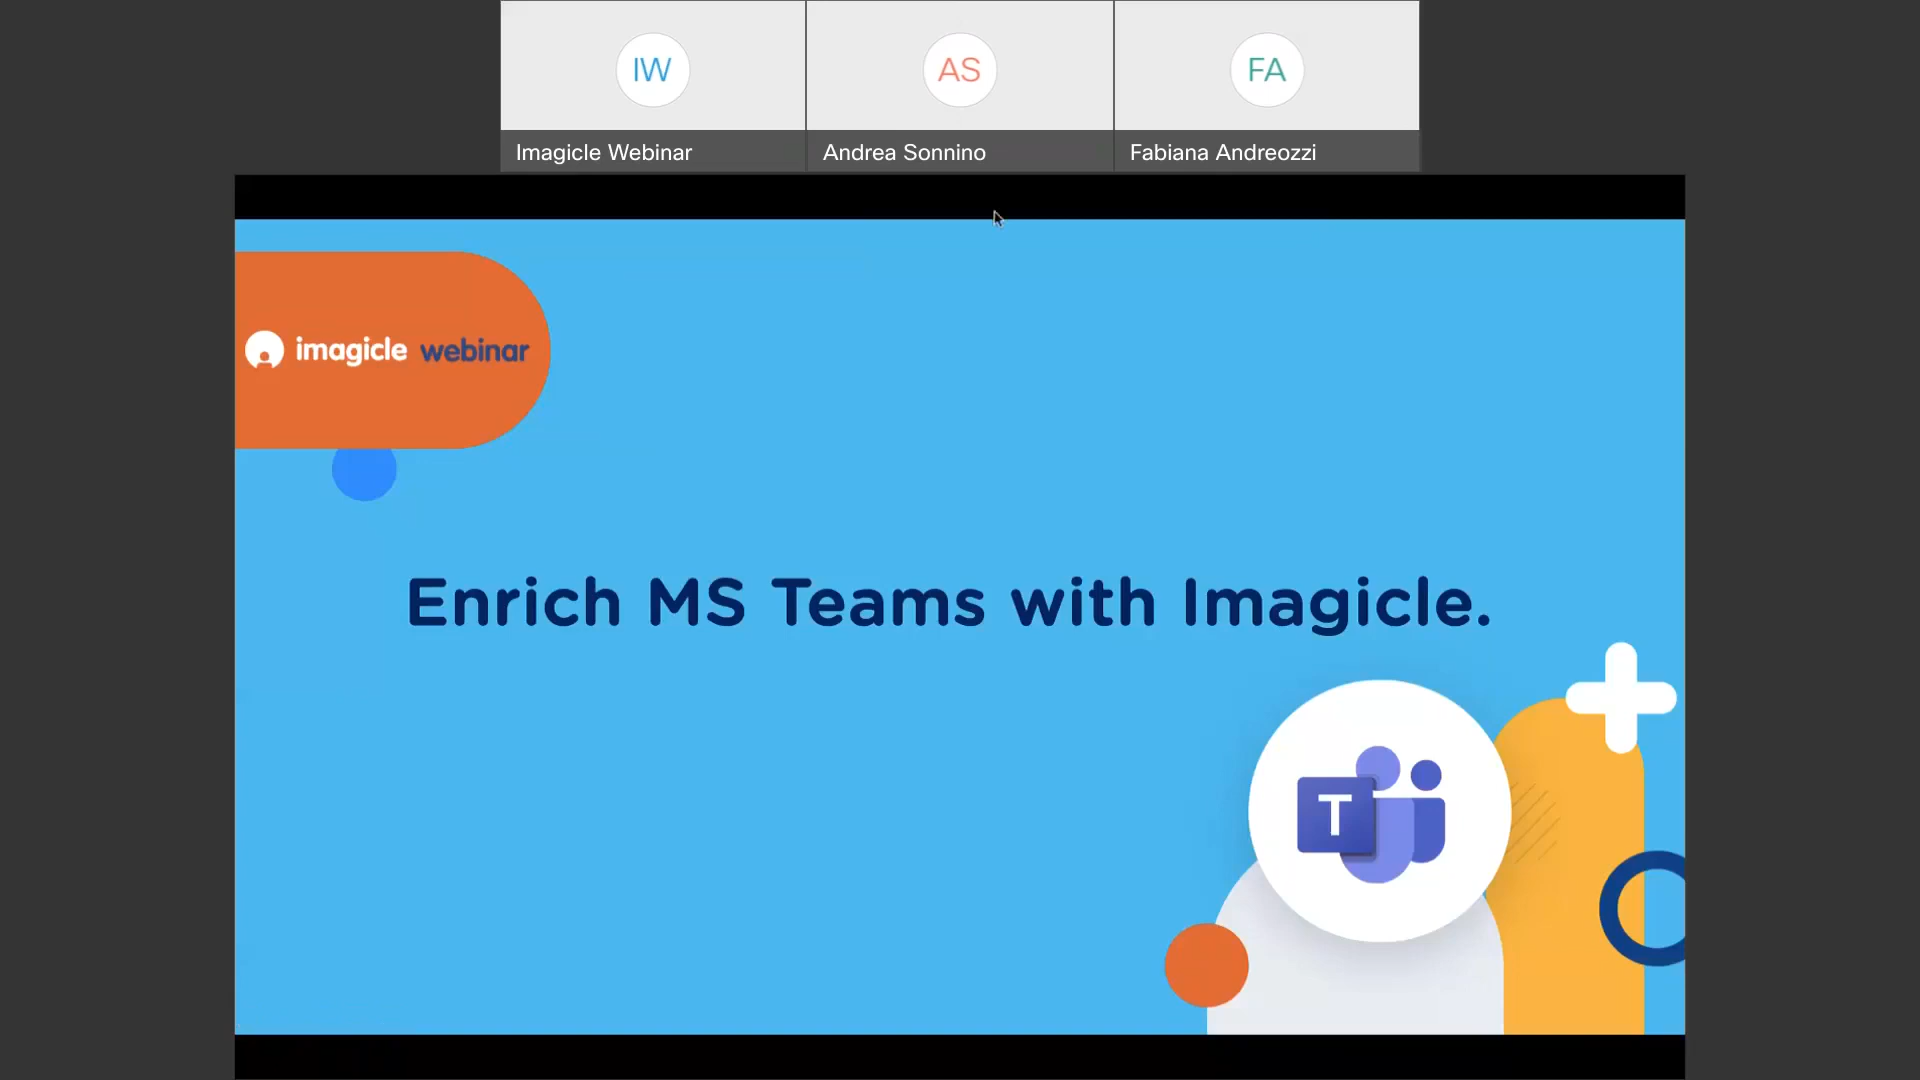 IW
AS
FA
Imagicle Webinar
Andrea Sonnino
Fabiana Andreozzi
imagicle webinar
Enrich MS Teams with Imagicle.
T